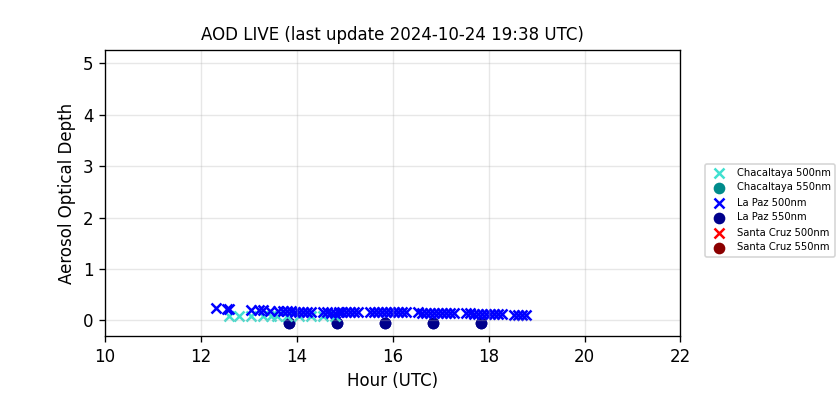 AOD LIVE (last update 2024-10-24 19:38 UTC)
Aerosol Optical Depth
5
4
3
2
1
0
10 12 14 16 18 20 22
Hour (UTC)
Chacaltaya 500nm
Chacaltaya 550nm
La Paz 500nm
La Paz 550nm
Santa Cruz 500nm
Santa Cruz 550nm